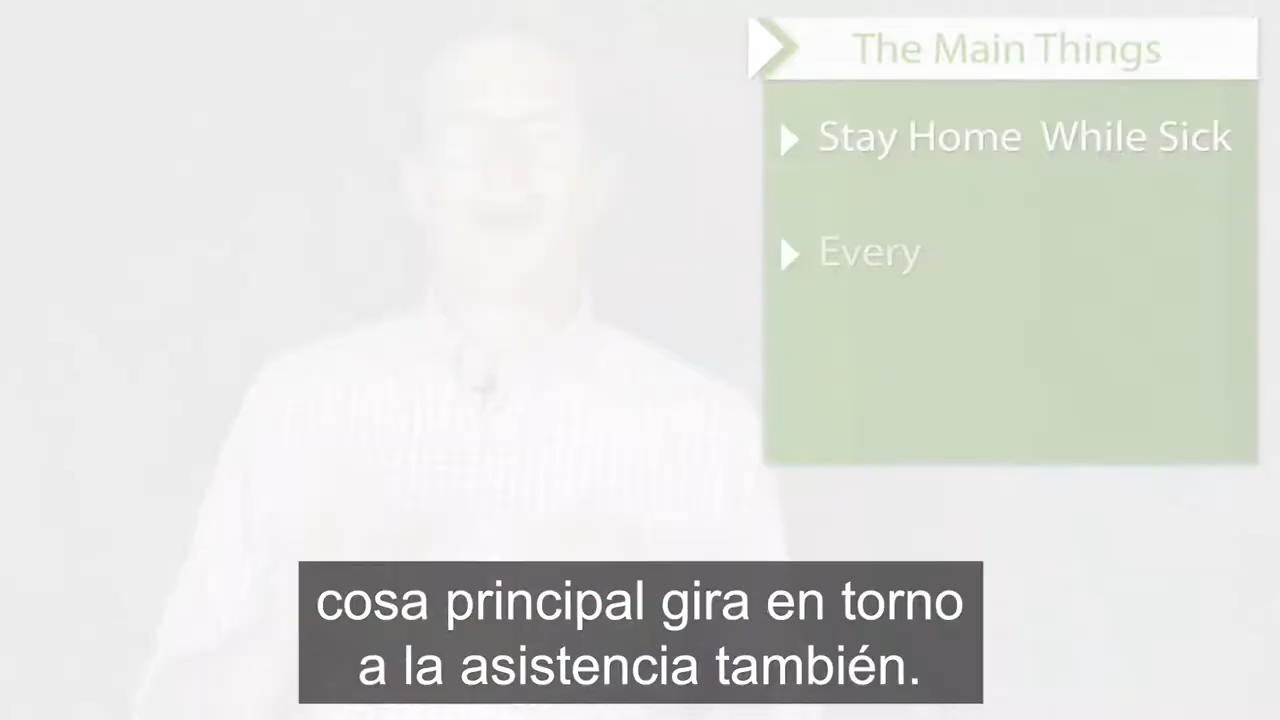 The Main Things
Stay Home While Sick
Every
cosa principal gira en torno
a la asistencia también.